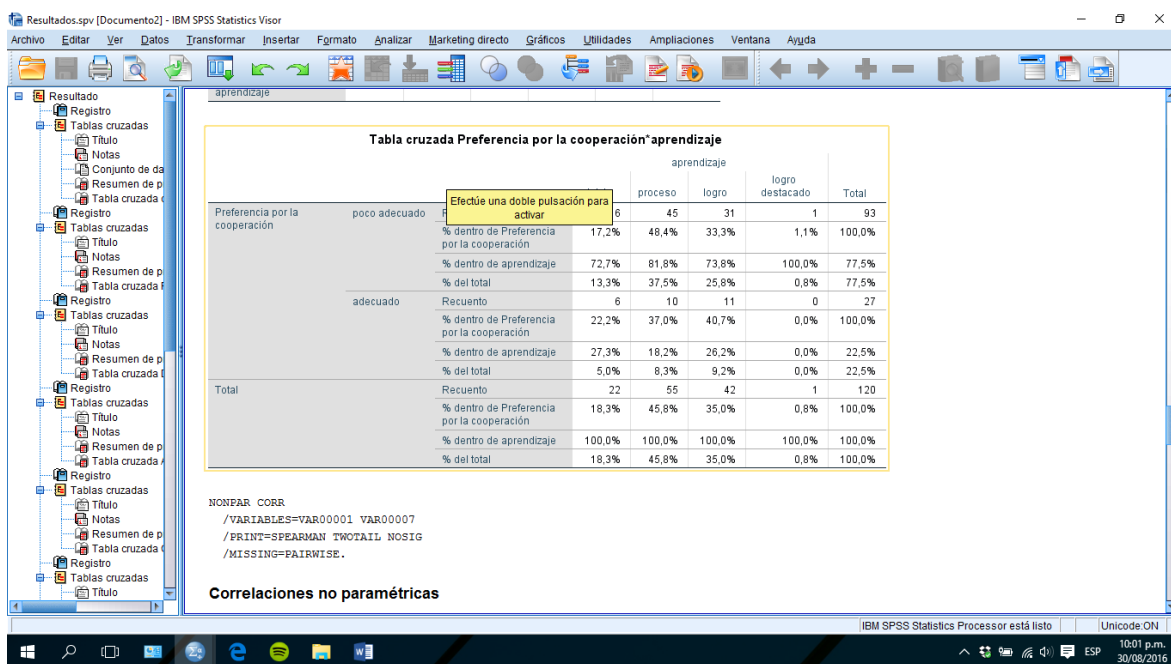 Resultados.spv [Documento2] - IBM SPSS Statistics Visor
Archivo Editar Ver Datos Transformar Insertar Formato Analizar Marketing directo Gráficos Utilidades Ampliaciones Ventana Ayuda
Resultado
Registro
Tablas cruzadas
Título
Notas
Conjunto de da
Resumen de p
Tabla cruzada
Registro
Tablas cruzadas
Título
Notas
Resumen de p
Tabla cruzada
Registro
Tablas cruzadas
Título
Notas
Resumen de p
Tabla cruzada
Registro
Tablas cruzadas
Título
Notas
Resumen de p
Tabla cruzada
Registro
Tablas cruzadas
Título
Notas
Resumen de p
Tabla cruzada
Registro
Tablas cruzadas
Título
aprendizaje
Tabla cruzada Preferencia por la cooperación*aprendizaje
aprendizaje
proceso logro logro destacado Total
Efectúe una doble pulsación para
activar
Preferencia por la cooperación poco adecuado 6 45 31 1 93
% dentro de Preferencia por la cooperación 17,2% 48,4% 33,3% 1,1% 100,0%
% dentro de aprendizaje 72,7% 81,8% 73,8% 100,0% 77,5%
% del total 13,3% 37,5% 25,8% 0,8% 77,5%
adecuado Recuento 6 10 11 0 27
% dentro de Preferencia por la cooperación 22,2% 37,0% 40,7% 0,0% 100,0%
% dentro de aprendizaje 27,3% 18,2% 26,2% 0,0% 22,5%
% del total 5,0% 8,3% 9,2% 0,0% 22,5%
Total Recuento 22 55 42 1 120
% dentro de Preferencia por la cooperación 18,3% 45,8% 35,0% 0,8% 100,0%
% dentro de aprendizaje 100,0% 100,0% 100,0% 100,0% 100,0%
% del total 18,3% 45,8% 35,0% 0,8% 100,0%
NONPAR CORR
/VARIABLES=VAR00001 VAR00007
/PRINT=SPEARMAN TWOTAIL NOSIG
/MISSING=PAIRWISE.
Correlaciones no paramétricas
IBM SPSS Statistics Processor está listo Unicode:ON
ESP
10:01 p.m.
30/08/2016